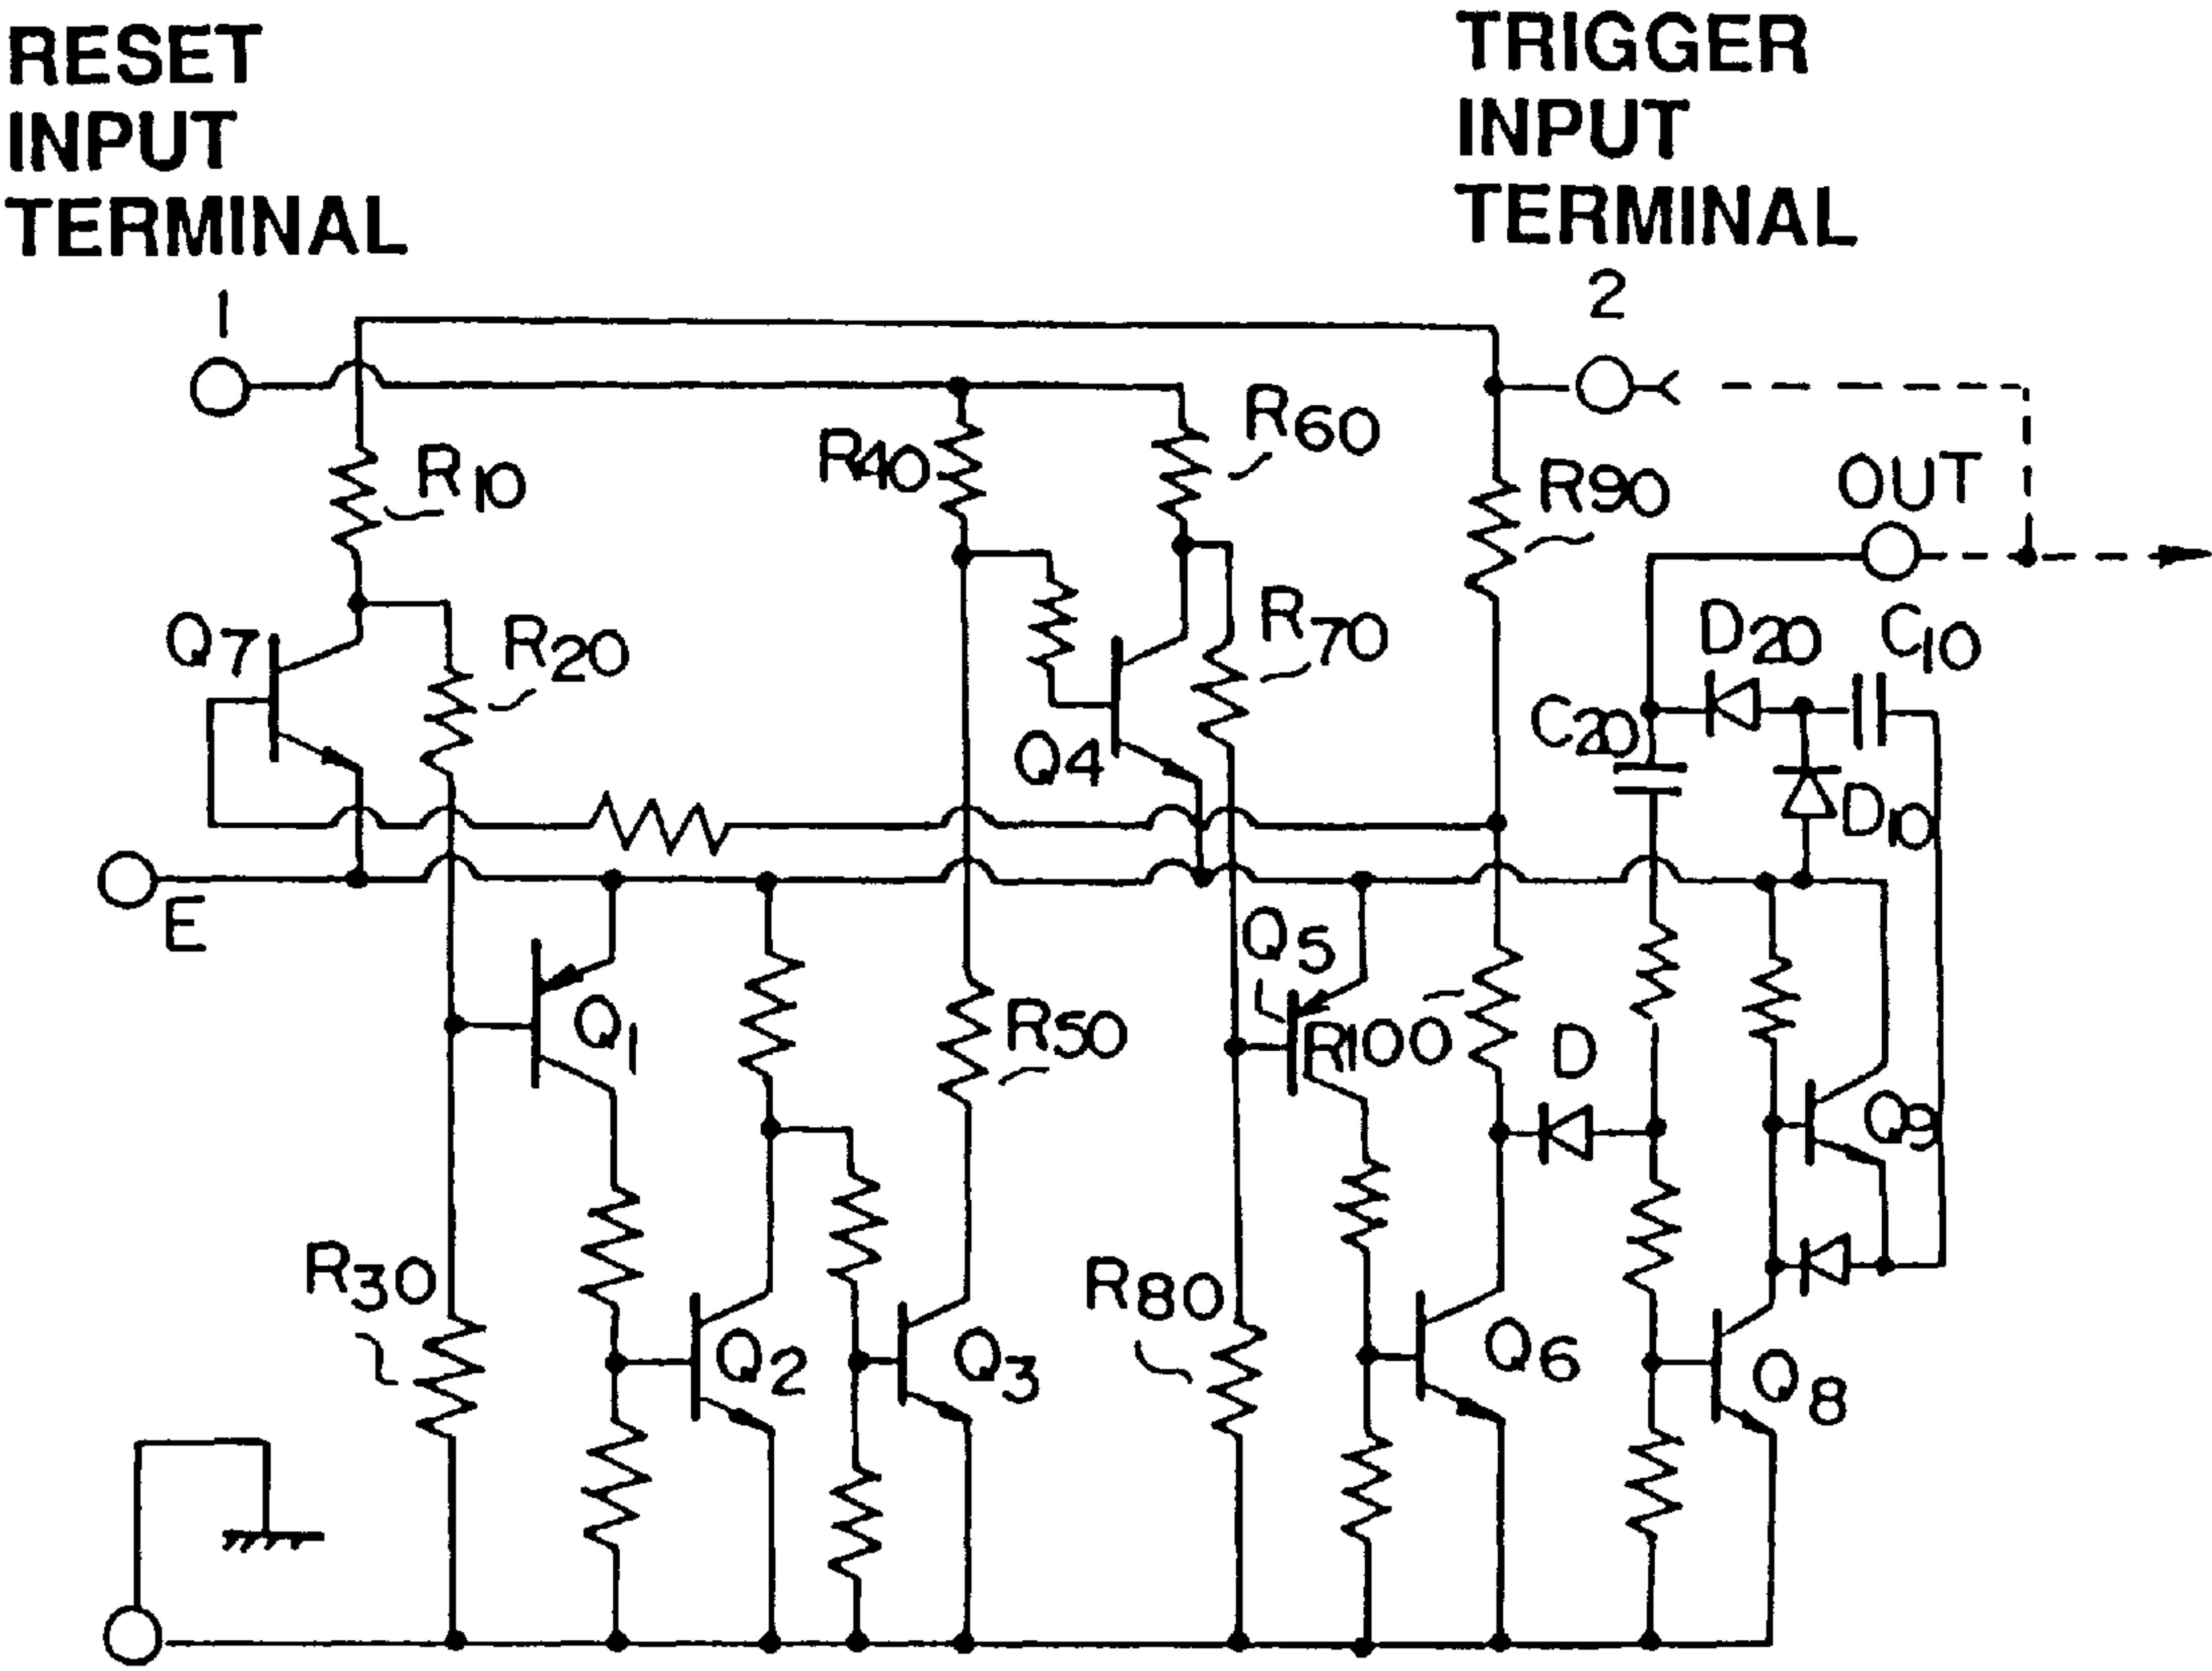 RESET
INPUT
TERMINAL
TRIGGER
INPUT
TERMINAL
1
2
R10
R40
R60
R90
OUT
Q7
R20
R70
D20
C10
C20
Q4
D10
E
Q5
Q1
R50
R100
D
Q9
R30
R80
Q2
Q3
Q6
Q8